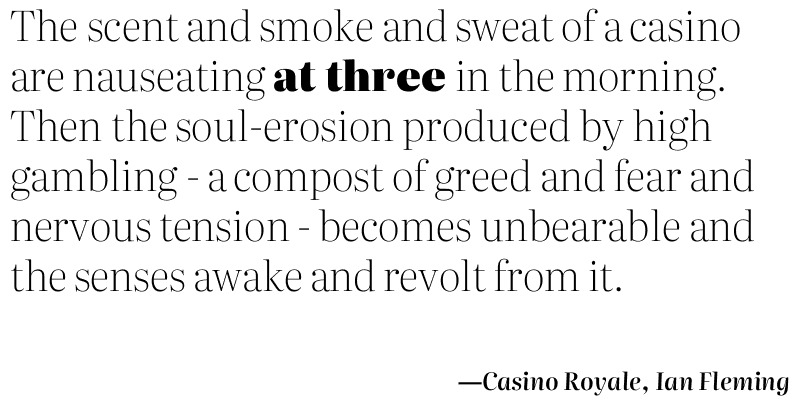 The scent and smoke and sweat of a casino
are nauseating at three in the morning.
Then the soul-erosion produced by high
gambling - a compost of greed and fear and
nervous tension - becomes unbearable and
the senses awake and revolt from it.
—Casino Royale, Ian Fleming